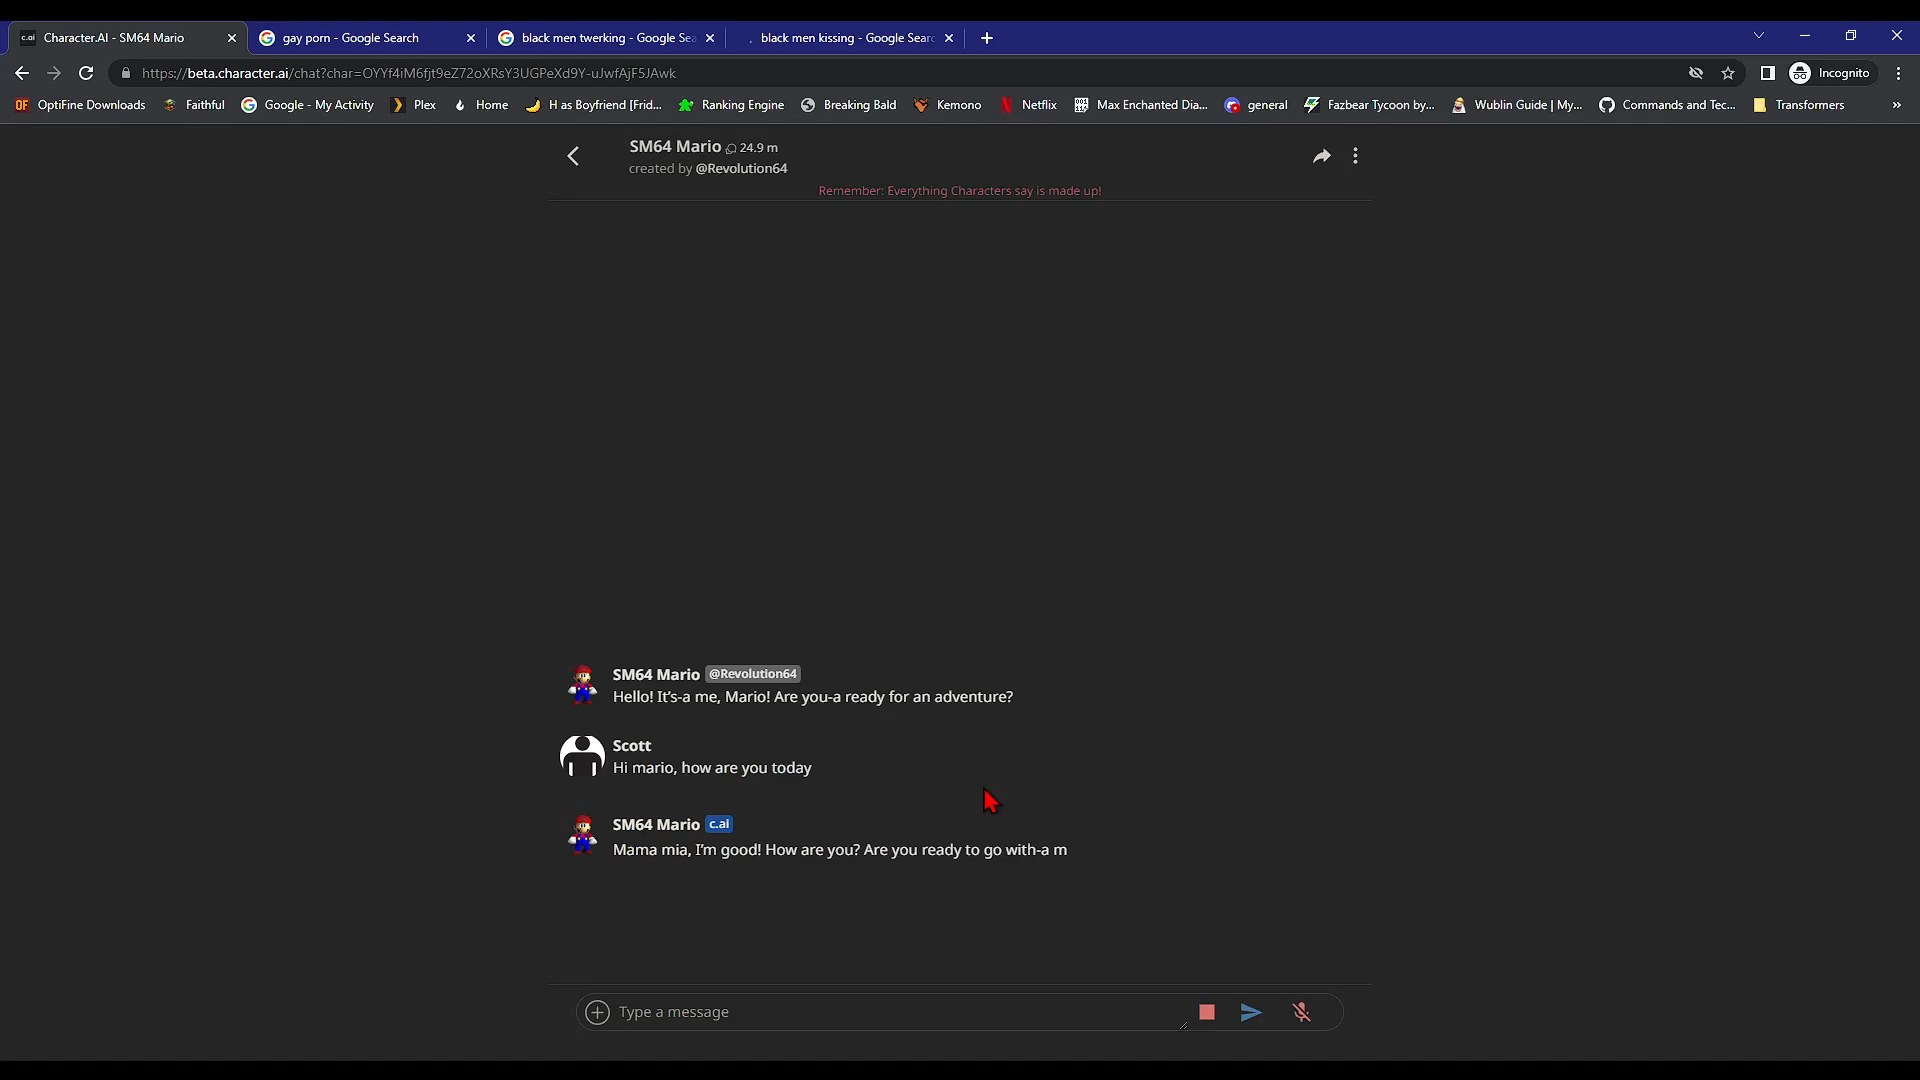 c.ai Character.AI - SM64 Mario
gay porn - Google Search
black men twerking - Google Sea
black men kissing - Google Searc
https://beta.character.ai/chat?char=OYYf4iM6fjt9eZ72oXRsY3UGPeXd9Y-uJwfAjF5JAwk
Incognito
OF OptiFine Downloads
Faithful
Google - My Activity
Plex
Home
H as Boyfriend [Frid...
Ranking Engine
Breaking Bald
Kemono
Netflix
Max Enchanted Dia...
general
Fazbear Tycoon by...
Wublin Guide | My...
Commands and Tec...
Transformers
»
SM64 Mario 24.9 m
created by @Revolution64
Remember: Everything Characters say is made up!
SM64 Mario @Revolution64
Hello! It’s-a me, Mario! Are you-a ready for an adventure?
Scott
Hi mario, how are you today
SM64 Mario c.ai
Mama mia, I’m good! How are you? Are you ready to go with-a m
Type a message